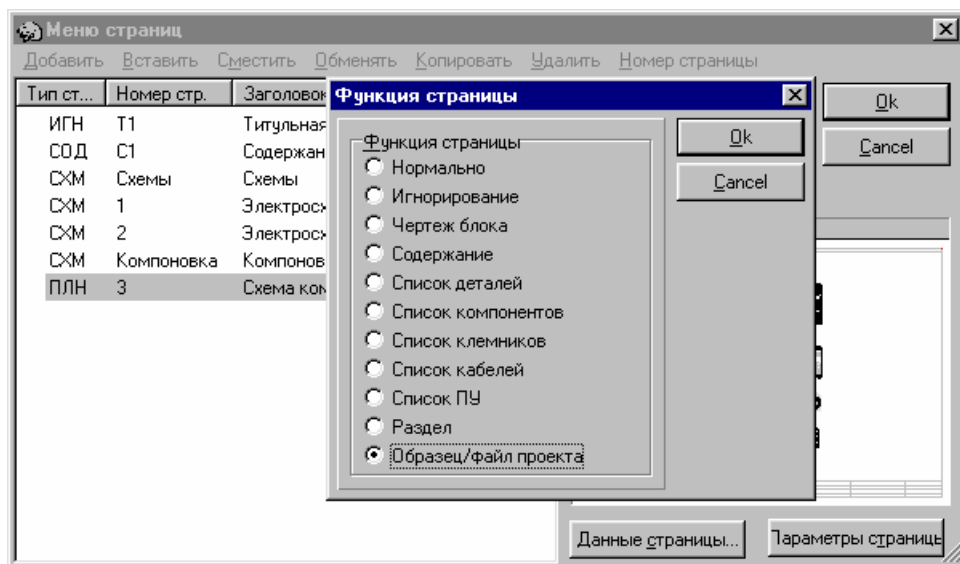 Меню страниц
Добавить Вставить Сместить Обменять Копировать Удалить Номер страницы
Тип ст... Номер стр. Заголовок
ИГН Т1 Титульная
СОД С1 Содержан
СХМ Схемы Схемы
СХМ 1 Электросх
СХМ 2 Электросх
СХМ Компоновка Компонов
ПЛН 3 Схема ком
Функция страницы
Функция страницы
Нормально
Игнорирование
Чертеж блока
Содержание
Список деталей
Список компонентов
Список клемников
Список кабелей
Список ПУ
Раздел
Образец/файл проекта
Ok
Cancel
Ok
Cancel
Данные страницы... Параметры страниць